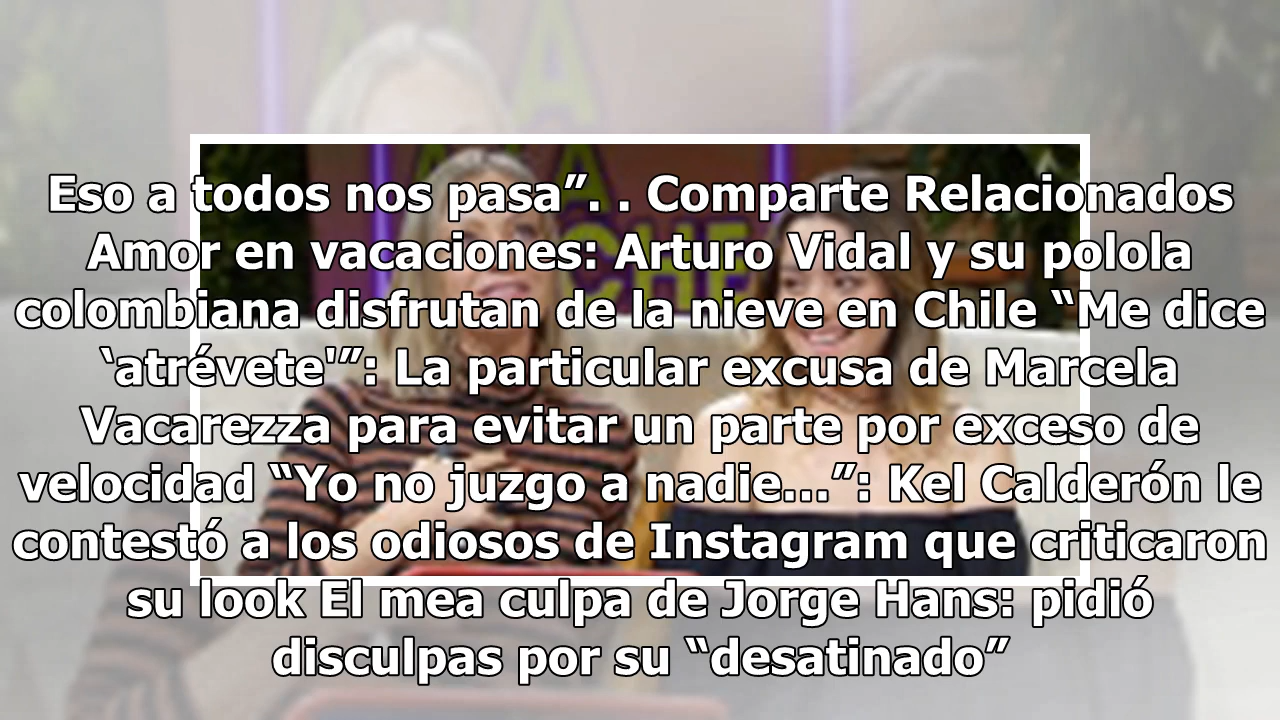 Eso a todos nos pasa”. . Comparte Relacionados
Amor en vacaciones: Arturo Vidal y su polola
colombiana disfrutan de la nieve en Chile “Me dice
‘atrévete'”: La particular excusa de Marcela
Vacarezza para evitar un parte por exceso de
velocidad “Yo no juzgo a nadie...”: Kel Calderón le
contestó a los odiosos de Instagram que criticaron
su look El mea culpa de Jorge Hans: pidió
disculpas por su “desatinado”